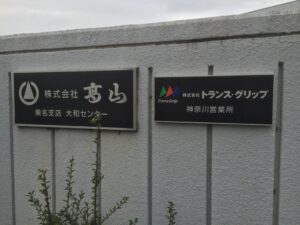 株式会社 髙山
東名支店 大和センター
TransGrip
株式会社 トランス・グリップ
神奈川営業所